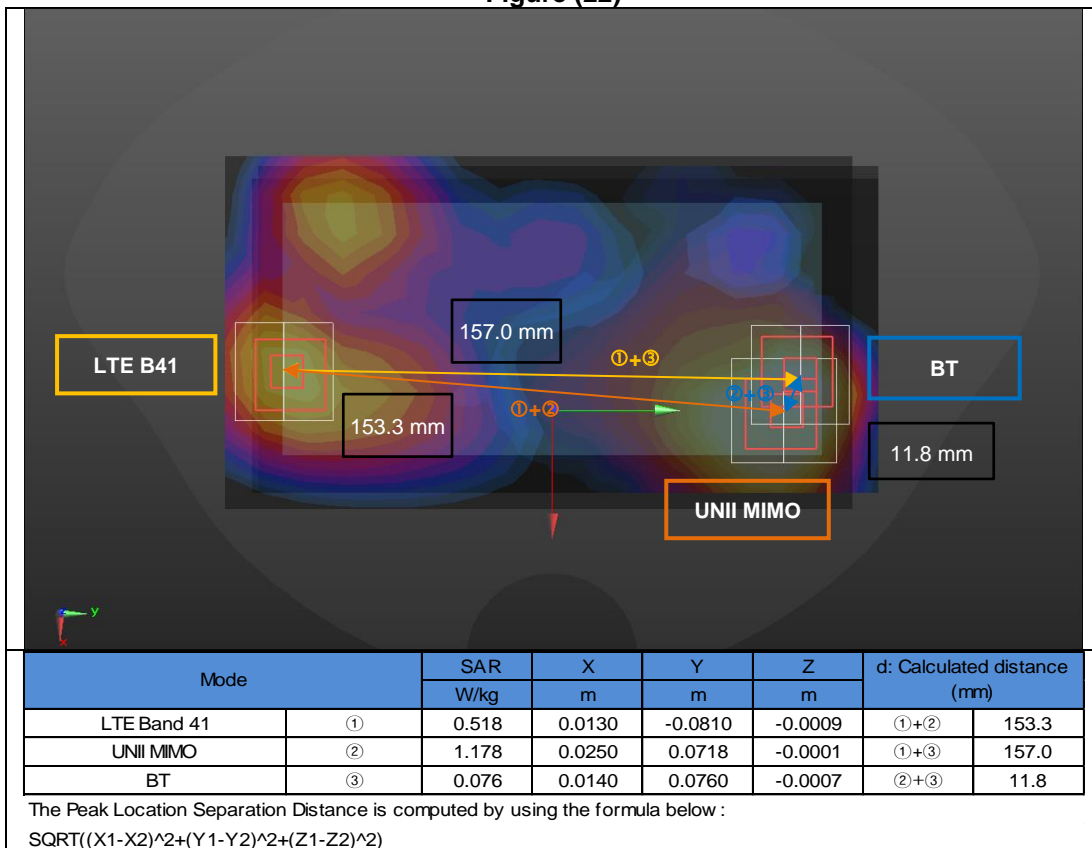 Figure (22)
157.0 mm
①+③
LTE B41
BT
②+③
①+②
153.3 mm
11.8 mm
UNII MIMO
y
x
Mode SAR X Y Z d: Calculated distance (mm)
W/kg m m m
LTE Band 41 ① 0.518 0.0130 -0.0810 -0.0009 ①+② 153.3
UNII MIMO ② 1.178 0.0250 0.0718 -0.0001 ①+③ 157.0
BT ③ 0.076 0.0140 0.0760 -0.0007 ②+③ 11.8
The Peak Location Separation Distance is computed by using the formula below :
SQRT((X1-X2)^2+(Y1-Y2)^2+(Z1-Z2)^2)